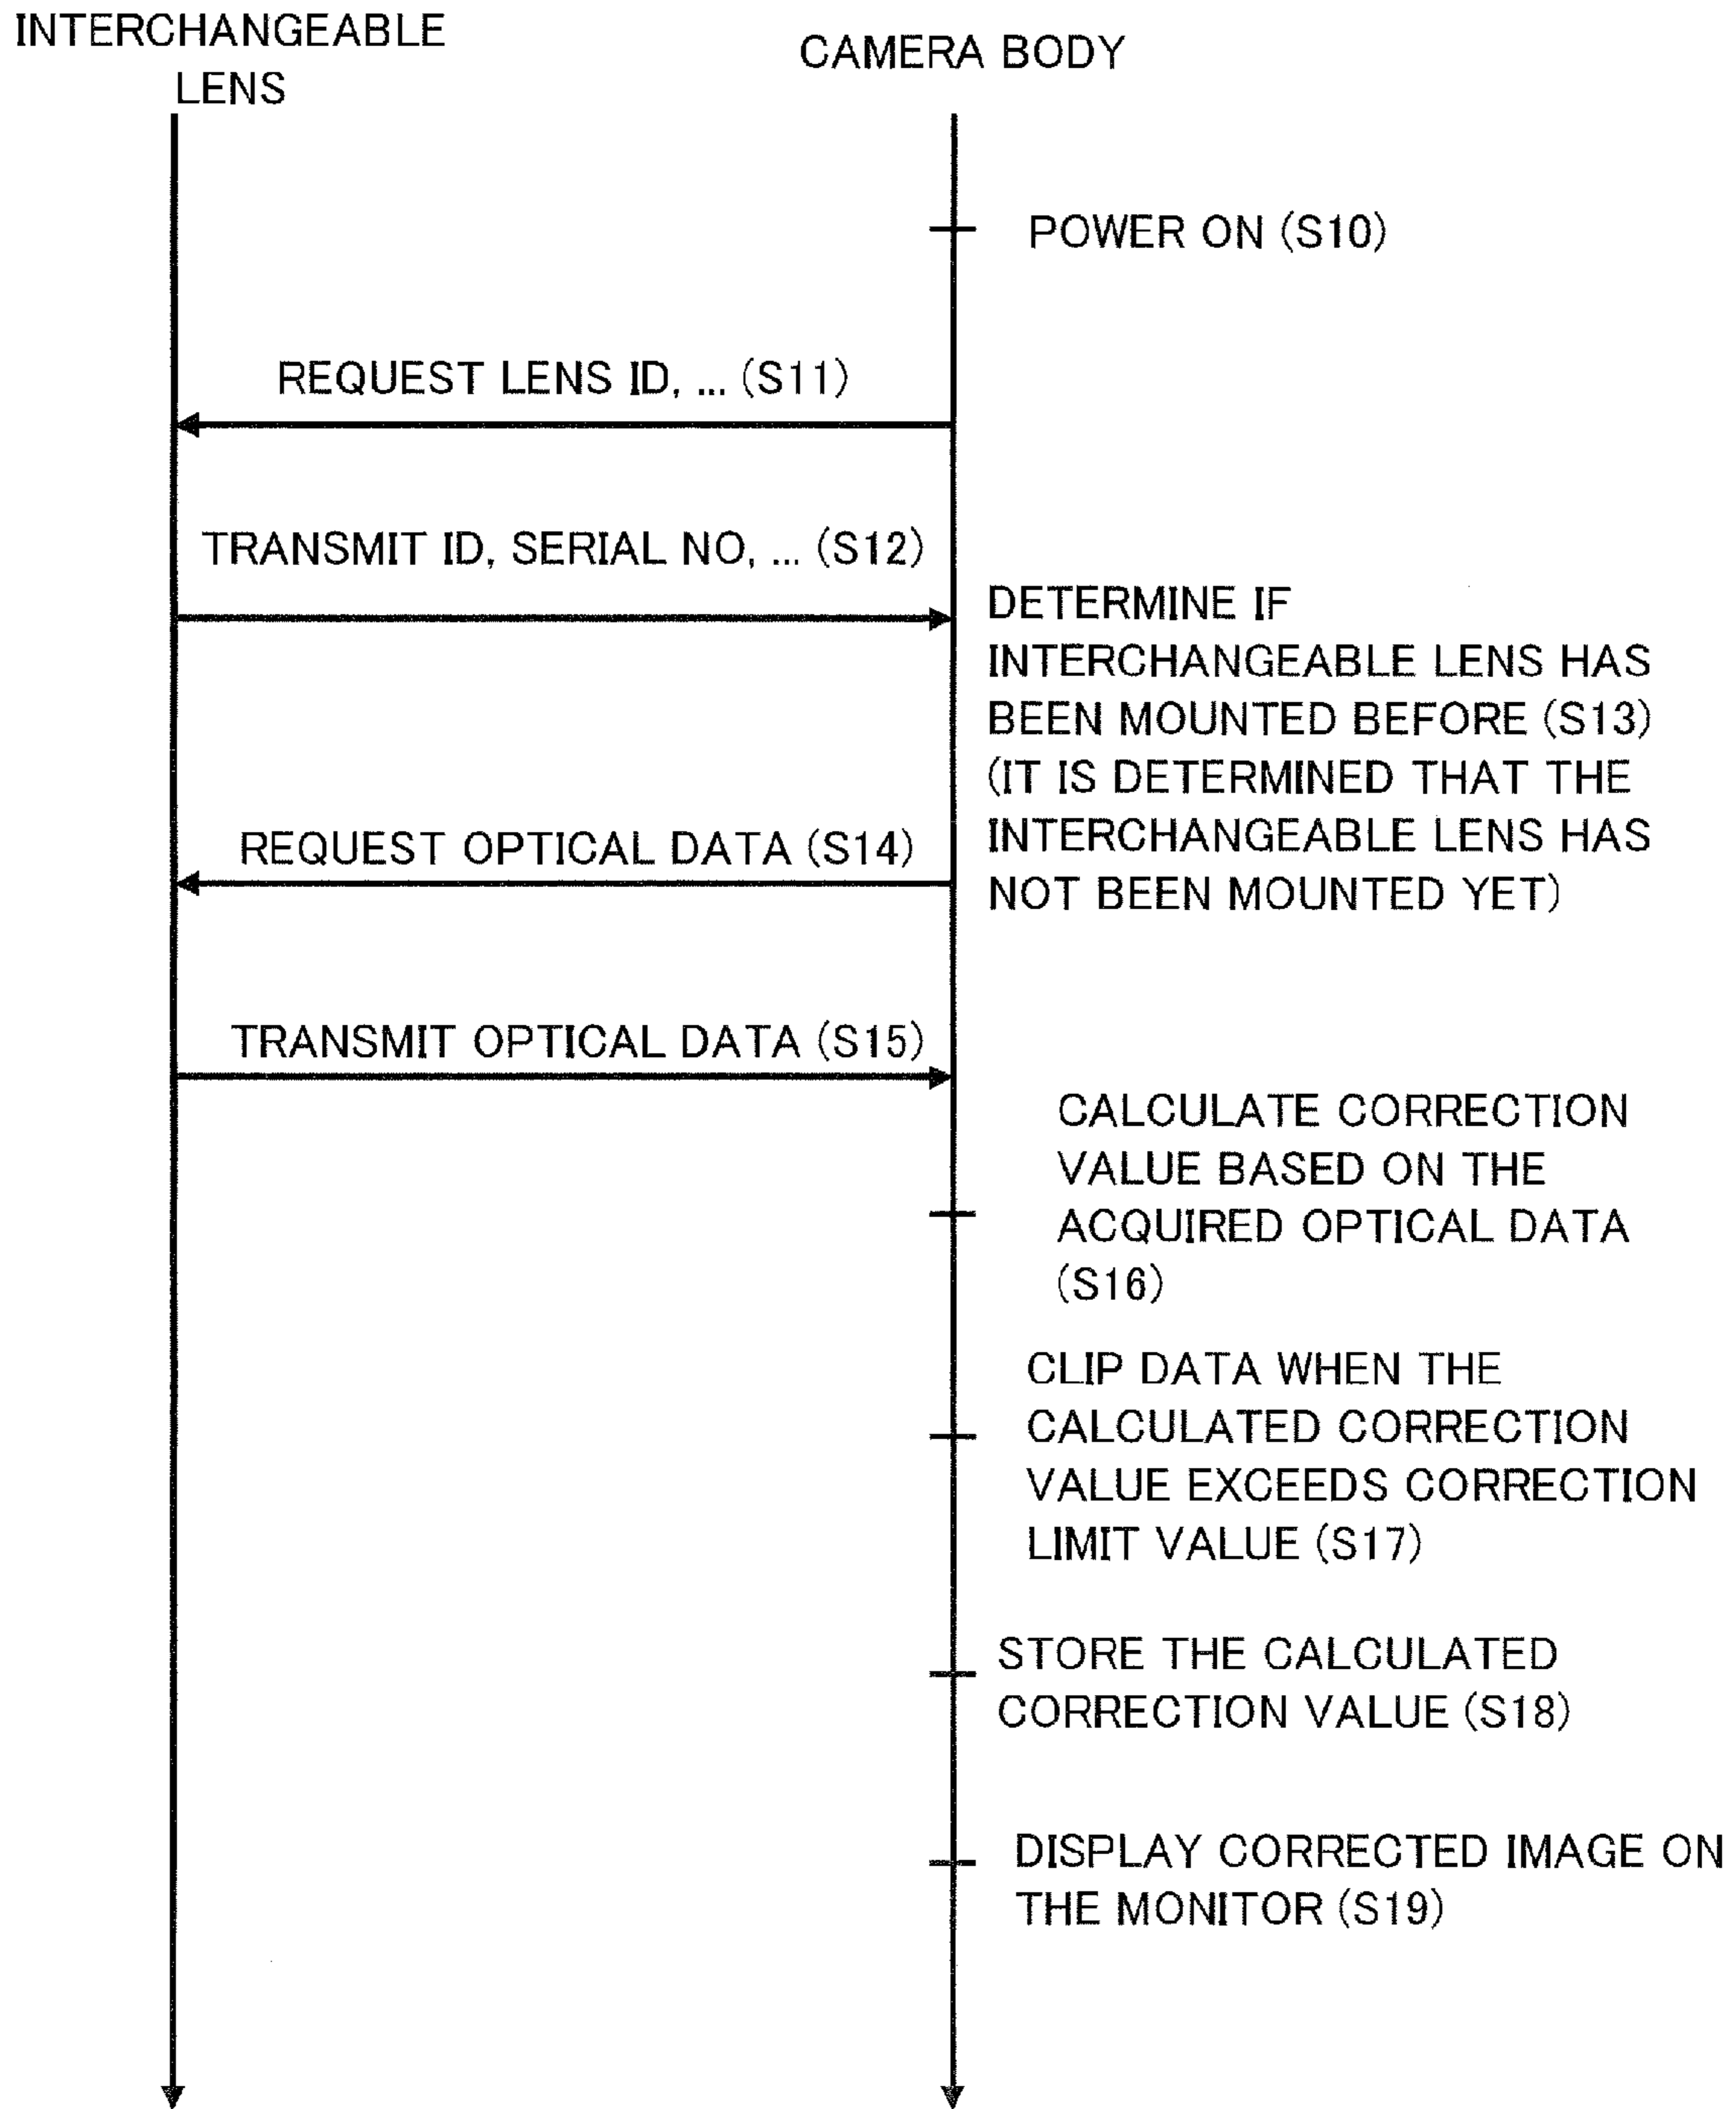 INTERCHANGEABLE
LENS
CAMERA BODY
POWER ON (S10)
REQUEST LENS ID, ... (S11)
TRANSMIT ID, SERIAL NO, ... (S12)
DETERMINE IF
INTERCHANGEABLE LENS HAS
BEEN MOUNTED BEFORE (S13)
(IT IS DETERMINED THAT THE
INTERCHANGEABLE LENS HAS
NOT BEEN MOUNTED YET)
REQUEST OPTICAL DATA (S14)
TRANSMIT OPTICAL DATA (S15)
CALCULATE CORRECTION
VALUE BASED ON THE
ACQUIRED OPTICAL DATA
(S16)
CLIP DATA WHEN THE
CALCULATED CORRECTION
VALUE EXCEEDS CORRECTION
LIMIT VALUE (S17)
STORE THE CALCULATED
CORRECTION VALUE (S18)
DISPLAY CORRECTED IMAGE ON
THE MONITOR (S19)